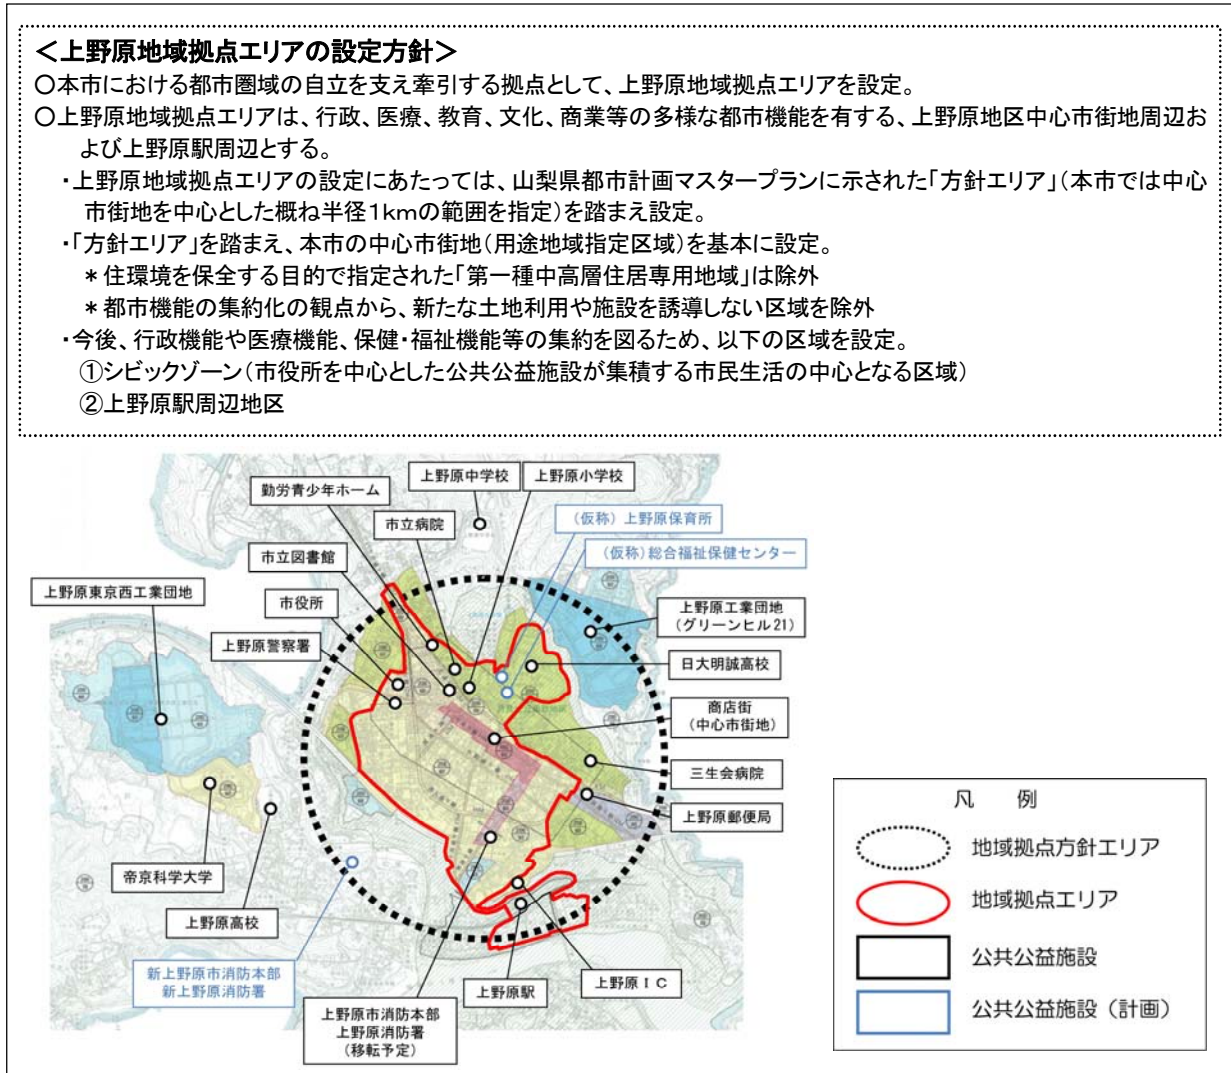 ＜上野原地域拠点エリアの設定方針＞
○本市における都市圏域の自立を支え牽引する拠点として、上野原地域拠点エリアを設定。
○上野原地域拠点エリアは、行政、医療、教育、文化、商業等の多様な都市機能を有する、上野原地区中心市街地周辺お
よび上野原駅周辺とする。
・上野原地域拠点エリアの設定にあたっては、山梨県都市計画マスタープランに示された「方針エリア」（本市では中心
市街地を中心とした概ね半径１ｋｍの範囲を指定）を踏まえ設定。
・「方針エリア」を踏まえ、本市の中心市街地（用途地域指定区域）を基本に設定。
＊住環境を保全する目的で指定された「第一種中高層住居専用地域」は除外
＊都市機能の集約化の観点から、新たな土地利用や施設を誘導しない区域を除外
・今後、行政機能や医療機能、保健・福祉機能等の集約を図るため、以下の区域を設定。
①シビックゾーン（市役所を中心とした公共公益施設が集積する市民生活の中心となる区域）
②上野原駅周辺地区
上野原中学校
上野原小学校
勤労青少年ホーム
（仮称）上野原保育所
市立病院
（仮称）総合福祉保健センター
市立図書館
上野原東京西工業団地
市役所
上野原工業団地
（グリーンヒル21）
上野原警察署
日大明誠高校
商店街
（中心市街地）
三生会病院
上野原郵便局
帝京科学大学
上野原高校
新上野原市消防本部
新上野原消防署
上野原駅
上野原ＩＣ
上野原市消防本部
上野原消防署
（移転予定）
凡　例
地域拠点方針エリア
地域拠点エリア
公共公益施設
公共公益施設（計画）